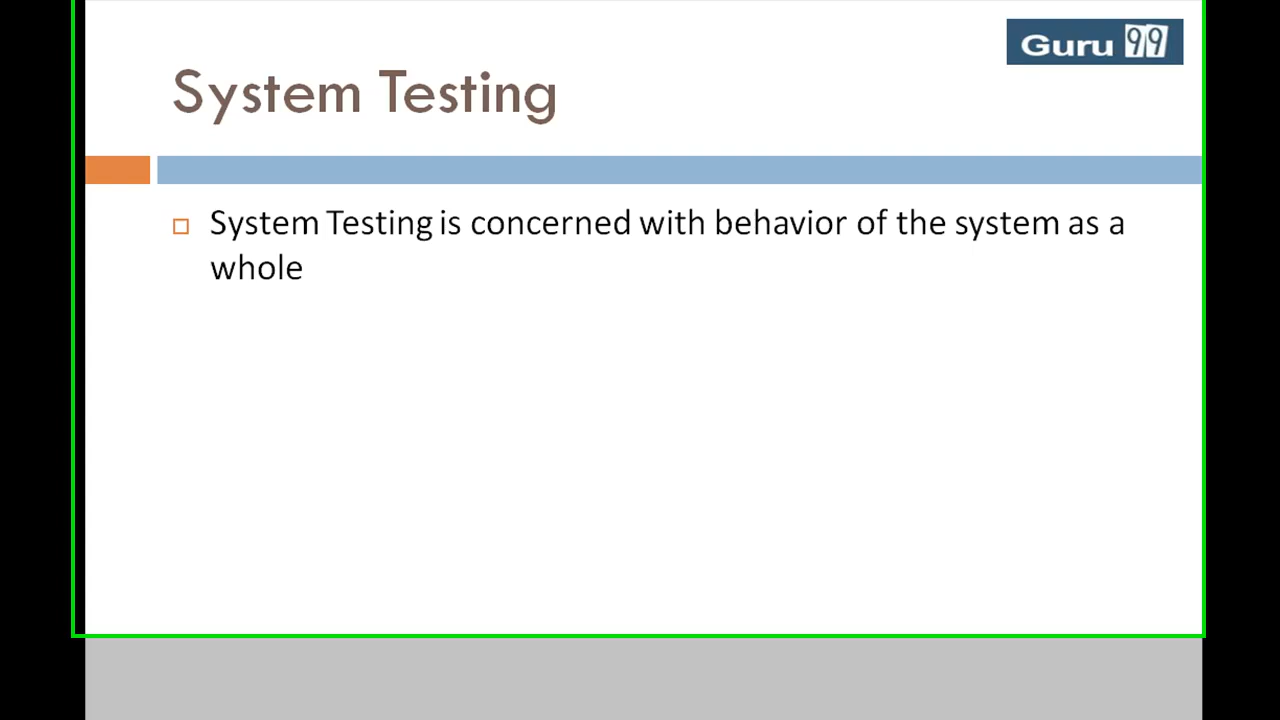 Guru 99
System Testing
System Testing is concerned with behavior of the system as a
whole